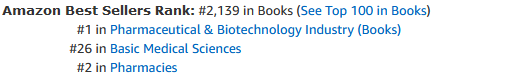 Amazon Best Sellers Rank: #2,139 in Books (See Top 100 in Books)
#1 in Pharmaceutical & Biotechnology Industry (Books)
#26 in Basic Medical Sciences
#2 in Pharmacies